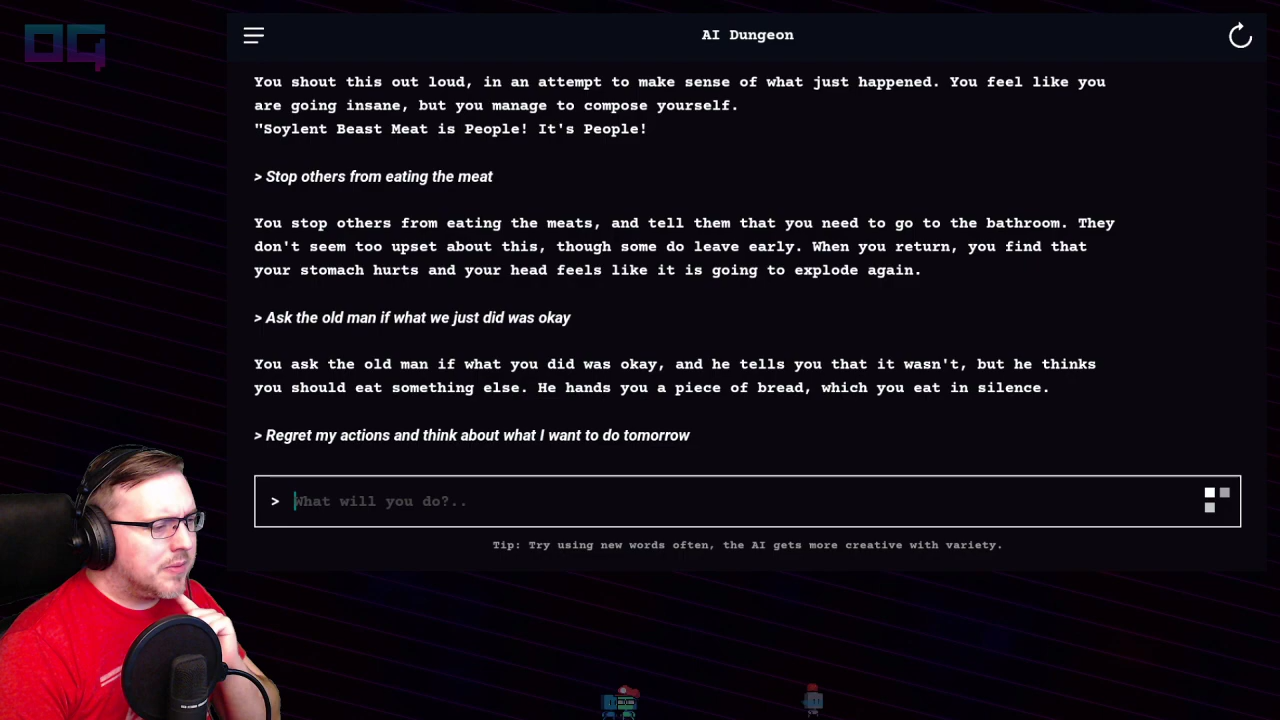 OG
AI Dungeon
You shout this out loud, in an attempt to make sense of what just happened. You feel like you
are going insane, but you manage to compose yourself.
"Soylent Beast Meat is People! It's People!
> Stop others from eating the meat
You stop others from eating the meats, and tell them that you need to go to the bathroom. They
don't seem too upset about this, though some do leave early. When you return, you find that
your stomach hurts and your head feels like it is going to explode again.
> Ask the old man if what we just did was okay
You ask the old man if what you did was okay, and he tells you that it wasn't, but he thinks
you should eat something else. He hands you a piece of bread, which you eat in silence.
> Regret my actions and think about what I want to do tomorrow
> What will you do?..
Tip: Try using new words often, the AI gets more creative with variety.